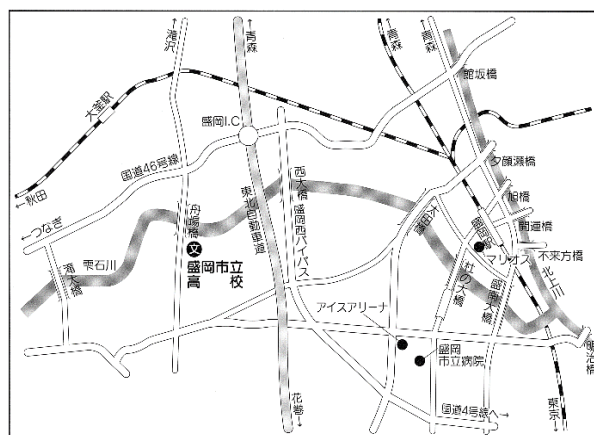 ←滝沢
←青森
←青森
←青森
館坂橋
大釜駅
盛岡I.C
夕顔瀬橋
国道46号線
西大橋
旭橋
←秋田
盛岡西バイパス
開運橋
←つなぎ
舟場橋
東北自動車道
盛岡駅
不来方橋
マリオス
雫石川
盛岡市立
高校
杜の大橋
盛南大橋
北上川
滝大橋
アイスアリーナ
盛岡
市立病院
明治橋
花巻→
国道4号線へ→
東京→